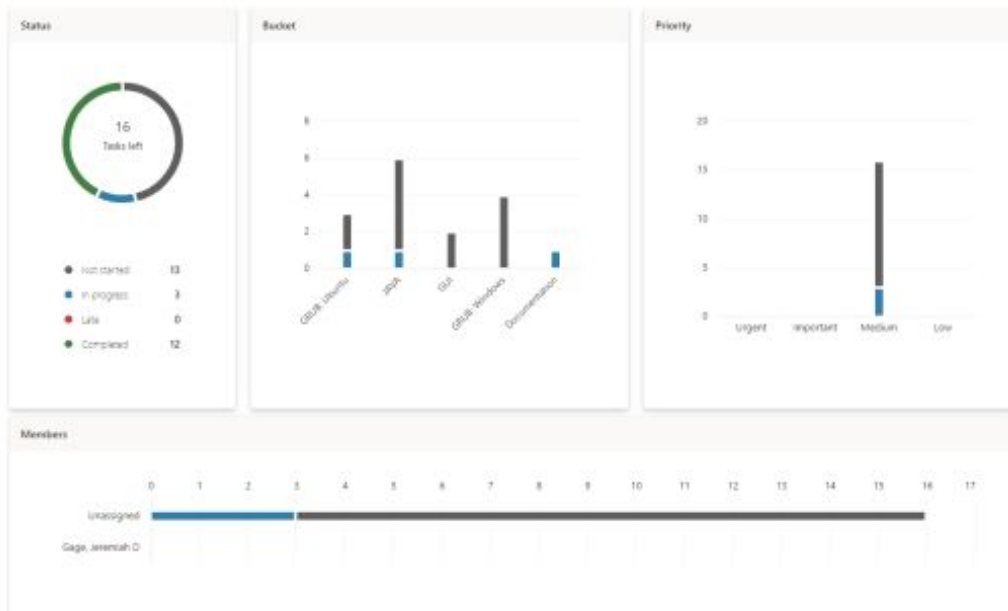 Status
16
Tasks left
Not started 13
In progress 3
Late 0
Completed 12
Bucket
8
6
4
2
0
GRUB: Ubuntu
JAVA
GUI
GRUB: Windows
Documentation
Priority
20
15
10
5
0
Urgent Important Medium Low
Members
0 1 2 3 4 5 6 7 8 9 10 11 12 13 14 15 16 17
Unassigned
Gage, Jeremiah D